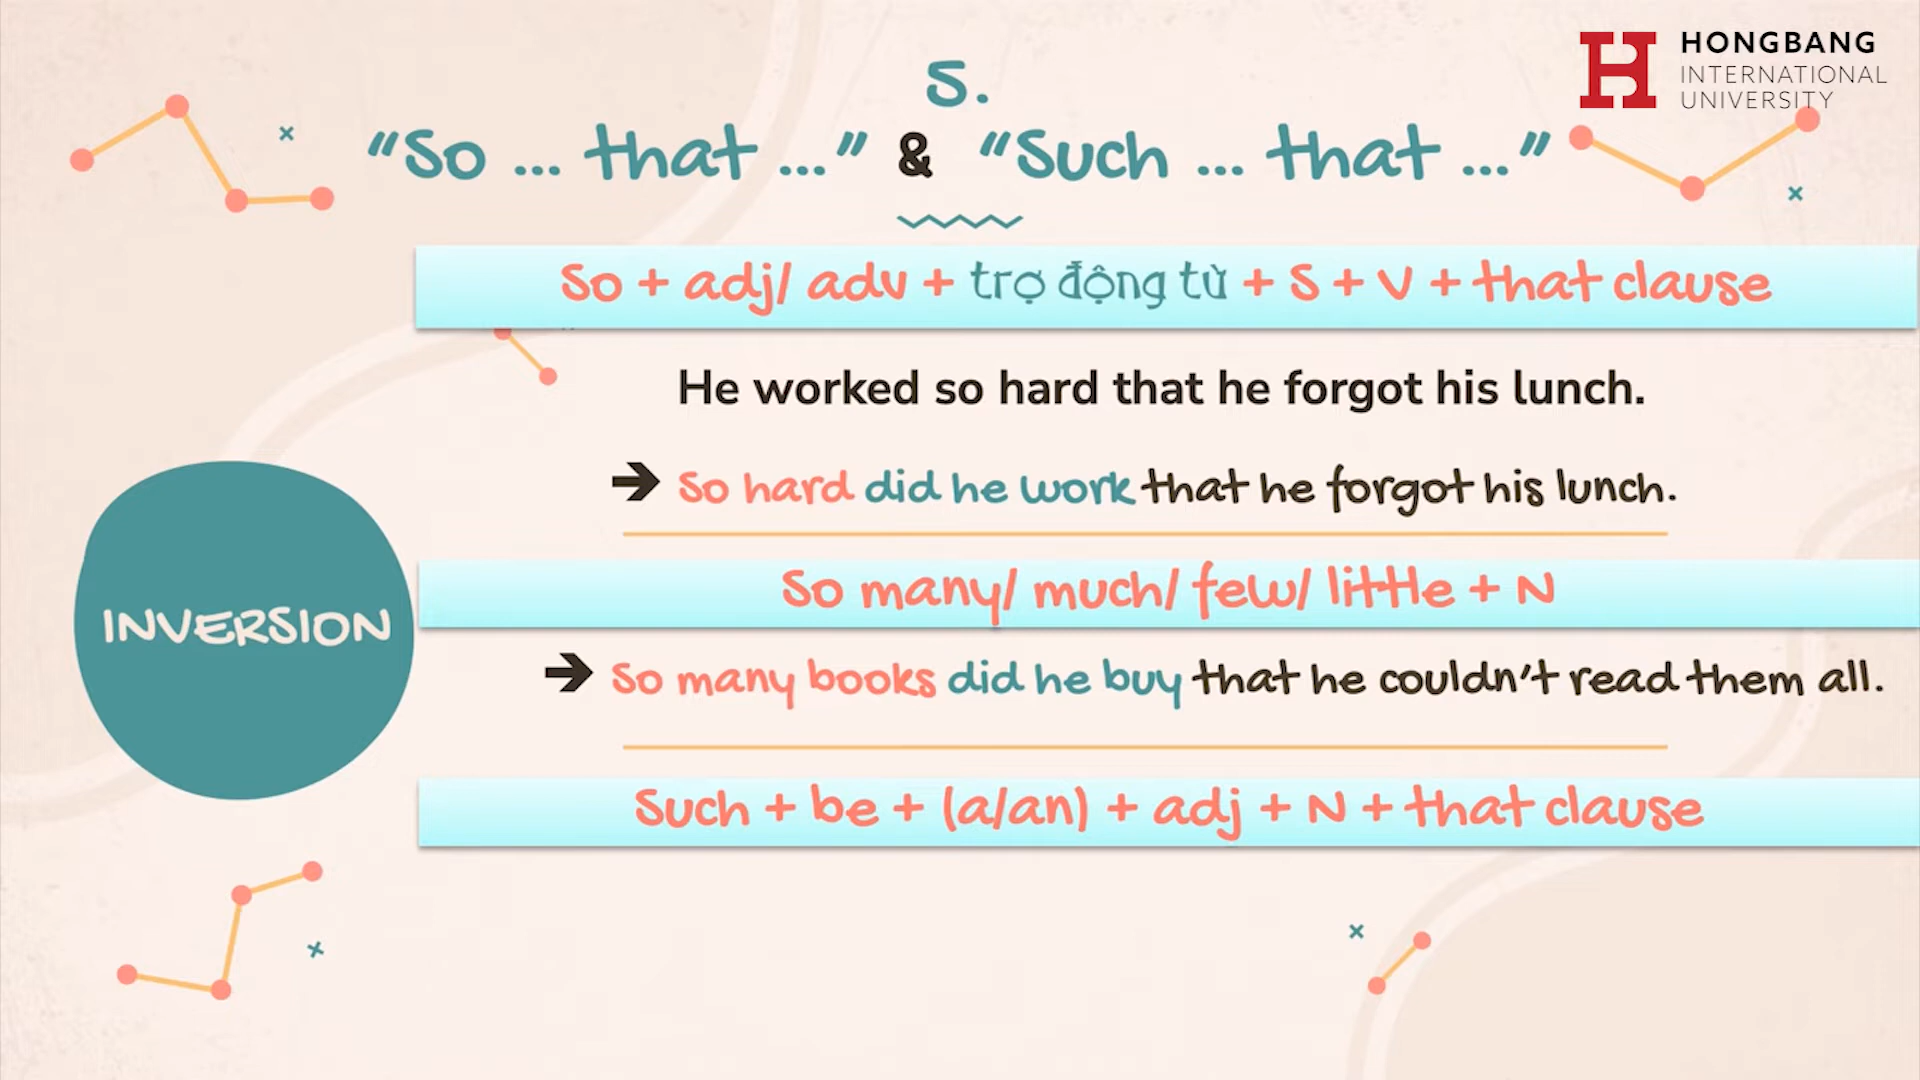 HONGBANG
INTERNATIONAL
UNIVERSITY
5.
“So ... that ...” & “Such ... that ...”
So + adj/ adv + trợ động từ + S + V + that clause
He worked so hard that he forgot his lunch.
➔ So hard did he work that he forgot his lunch.
INVERSION
So many/ much/ few/ little + N
➔ So many books did he buy that he couldn't read them all.
Such + be + (a/an) + adj + N + that clause